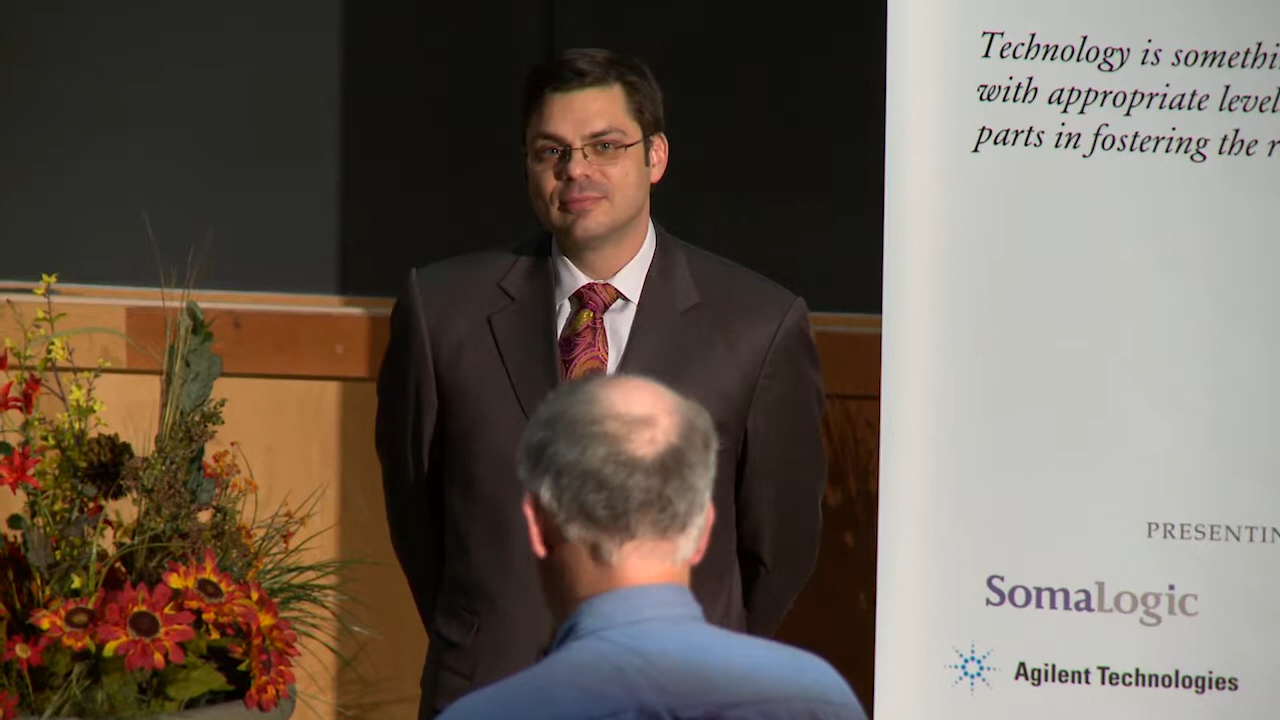 Technology is somethi
with appropriate level
parts in fostering the r
PRESENTIN
SomaLogic
Agilent Technologies